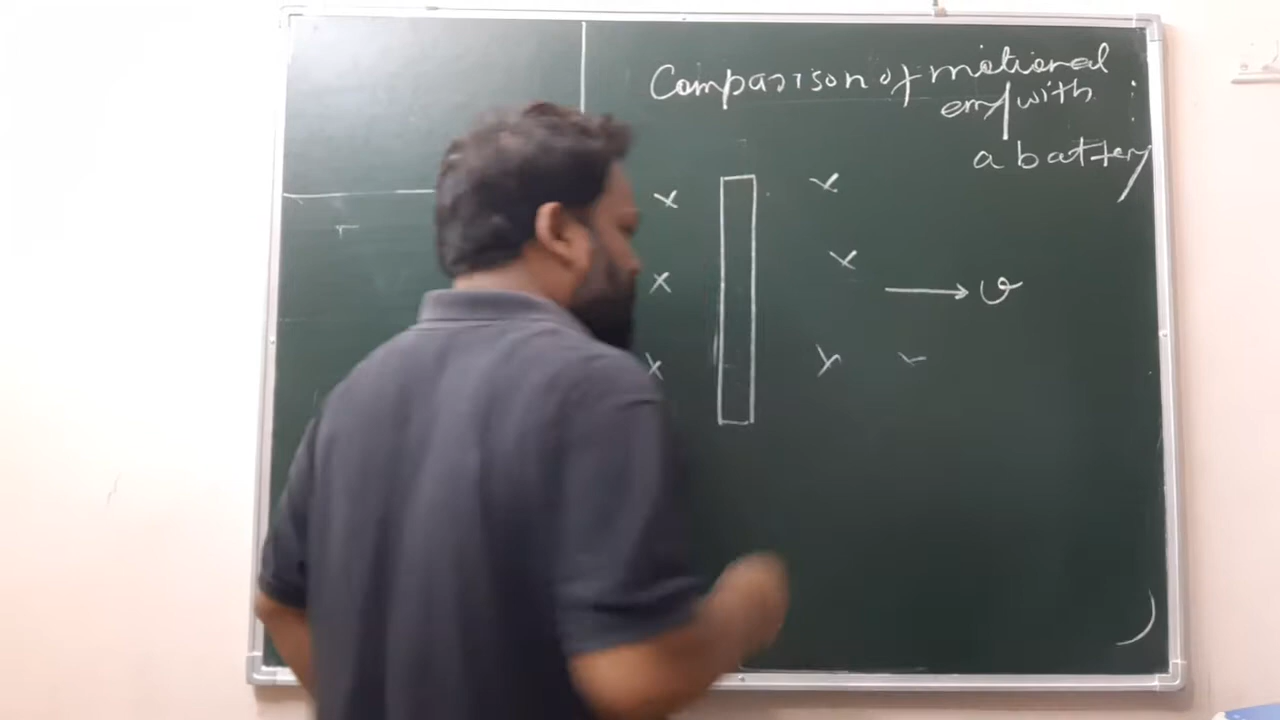 Comparison of motional
emf with
a battery
x x
x x
v
x x x